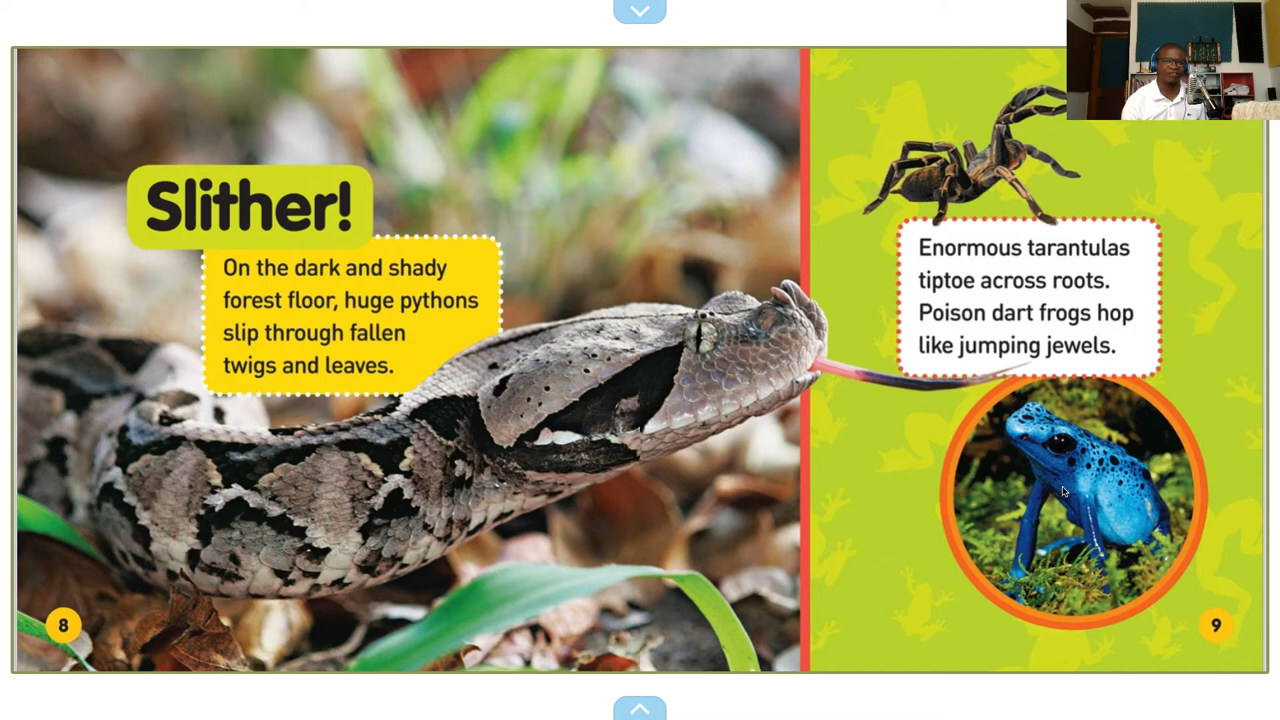 Slither!
On the dark and shady
forest floor, huge pythons
slip through fallen
twigs and leaves.
8
Enormous tarantulas
tiptoe across roots.
Poison dart frogs hop
like jumping jewels.
9